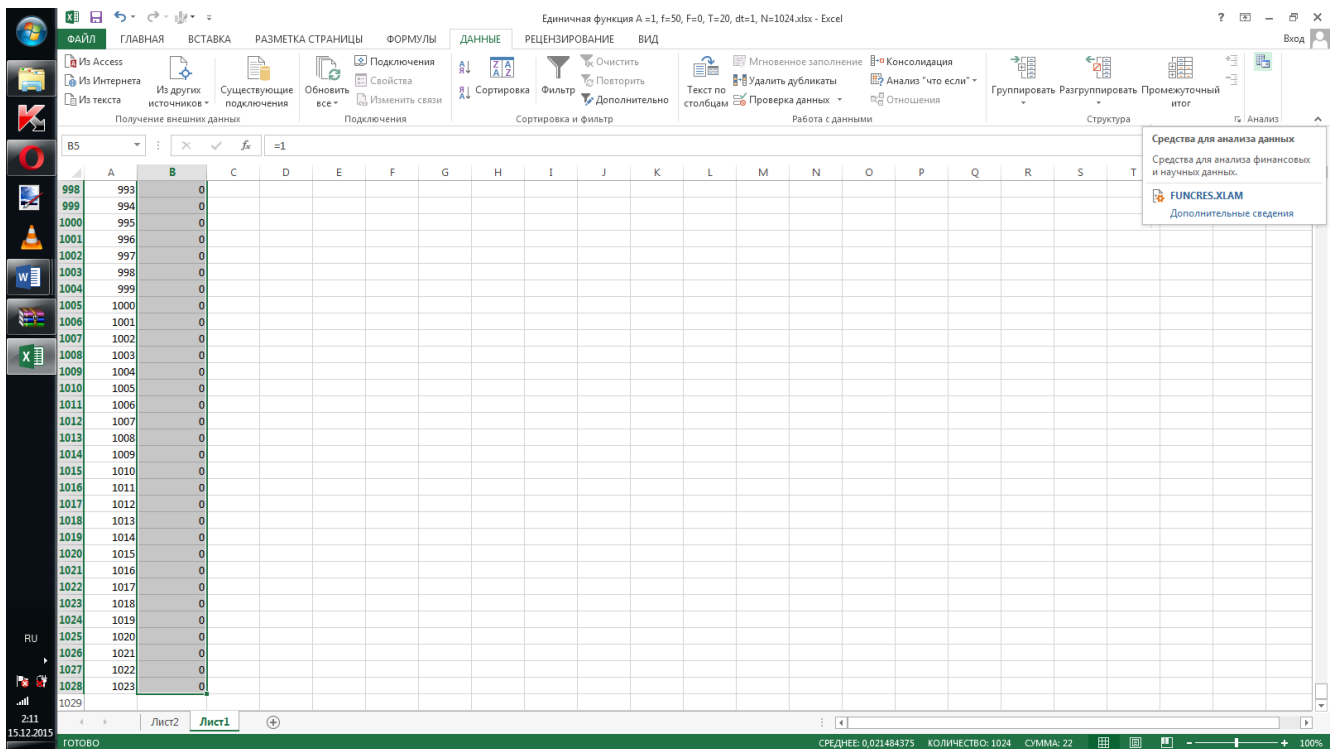 Единичная функция A =1, f=50, F=0, T=20, dt=1, N=1024.xlsx - Excel
ФАЙЛ ГЛАВНАЯ ВСТАВКА РАЗМЕТКА СТРАНИЦЫ ФОРМУЛЫ ДАННЫЕ РЕЦЕНЗИРОВАНИЕ ВИД Вход
Из Access
Из Интернета
Из текста
Из других источников
Существующие подключения
Получение внешних данных
Обновить все
Подключения
Свойства
Изменить связи
Подключения
Сортировка
Фильтр
Очистить
Повторить
Дополнительно
Сортировка и фильтр
Текст по столбцам
Мгновенное заполнение
Удалить дубликаты
Проверка данных
Консолидация
Анализ "что если"
Отношения
Работа с данными
Группировать Разгруппировать Промежуточный итог
Структура
Анализ
B5 fx =1
Средства для анализа данных
Средства для анализа финансовых
и научных данных.
FUNCRES.XLAM
Дополнительные сведения
A B C D E F G H I J K L M N O P Q R S T
998 993 0
999 994 0
1000 995 0
1001 996 0
1002 997 0
1003 998 0
1004 999 0
1005 1000 0
1006 1001 0
1007 1002 0
1008 1003 0
1009 1004 0
1010 1005 0
1011 1006 0
1012 1007 0
1013 1008 0
1014 1009 0
1015 1010 0
1016 1011 0
1017 1012 0
1018 1013 0
1019 1014 0
1020 1015 0
1021 1016 0
1022 1017 0
1023 1018 0
1024 1019 0
1025 1020 0
1026 1021 0
1027 1022 0
1028 1023 0
1029
Лист2 Лист1
ГОТОВО СРЕДНЕЕ: 0,021484375 КОЛИЧЕСТВО: 1024 СУММА: 22 100%
RU
2:11
15.12.2015